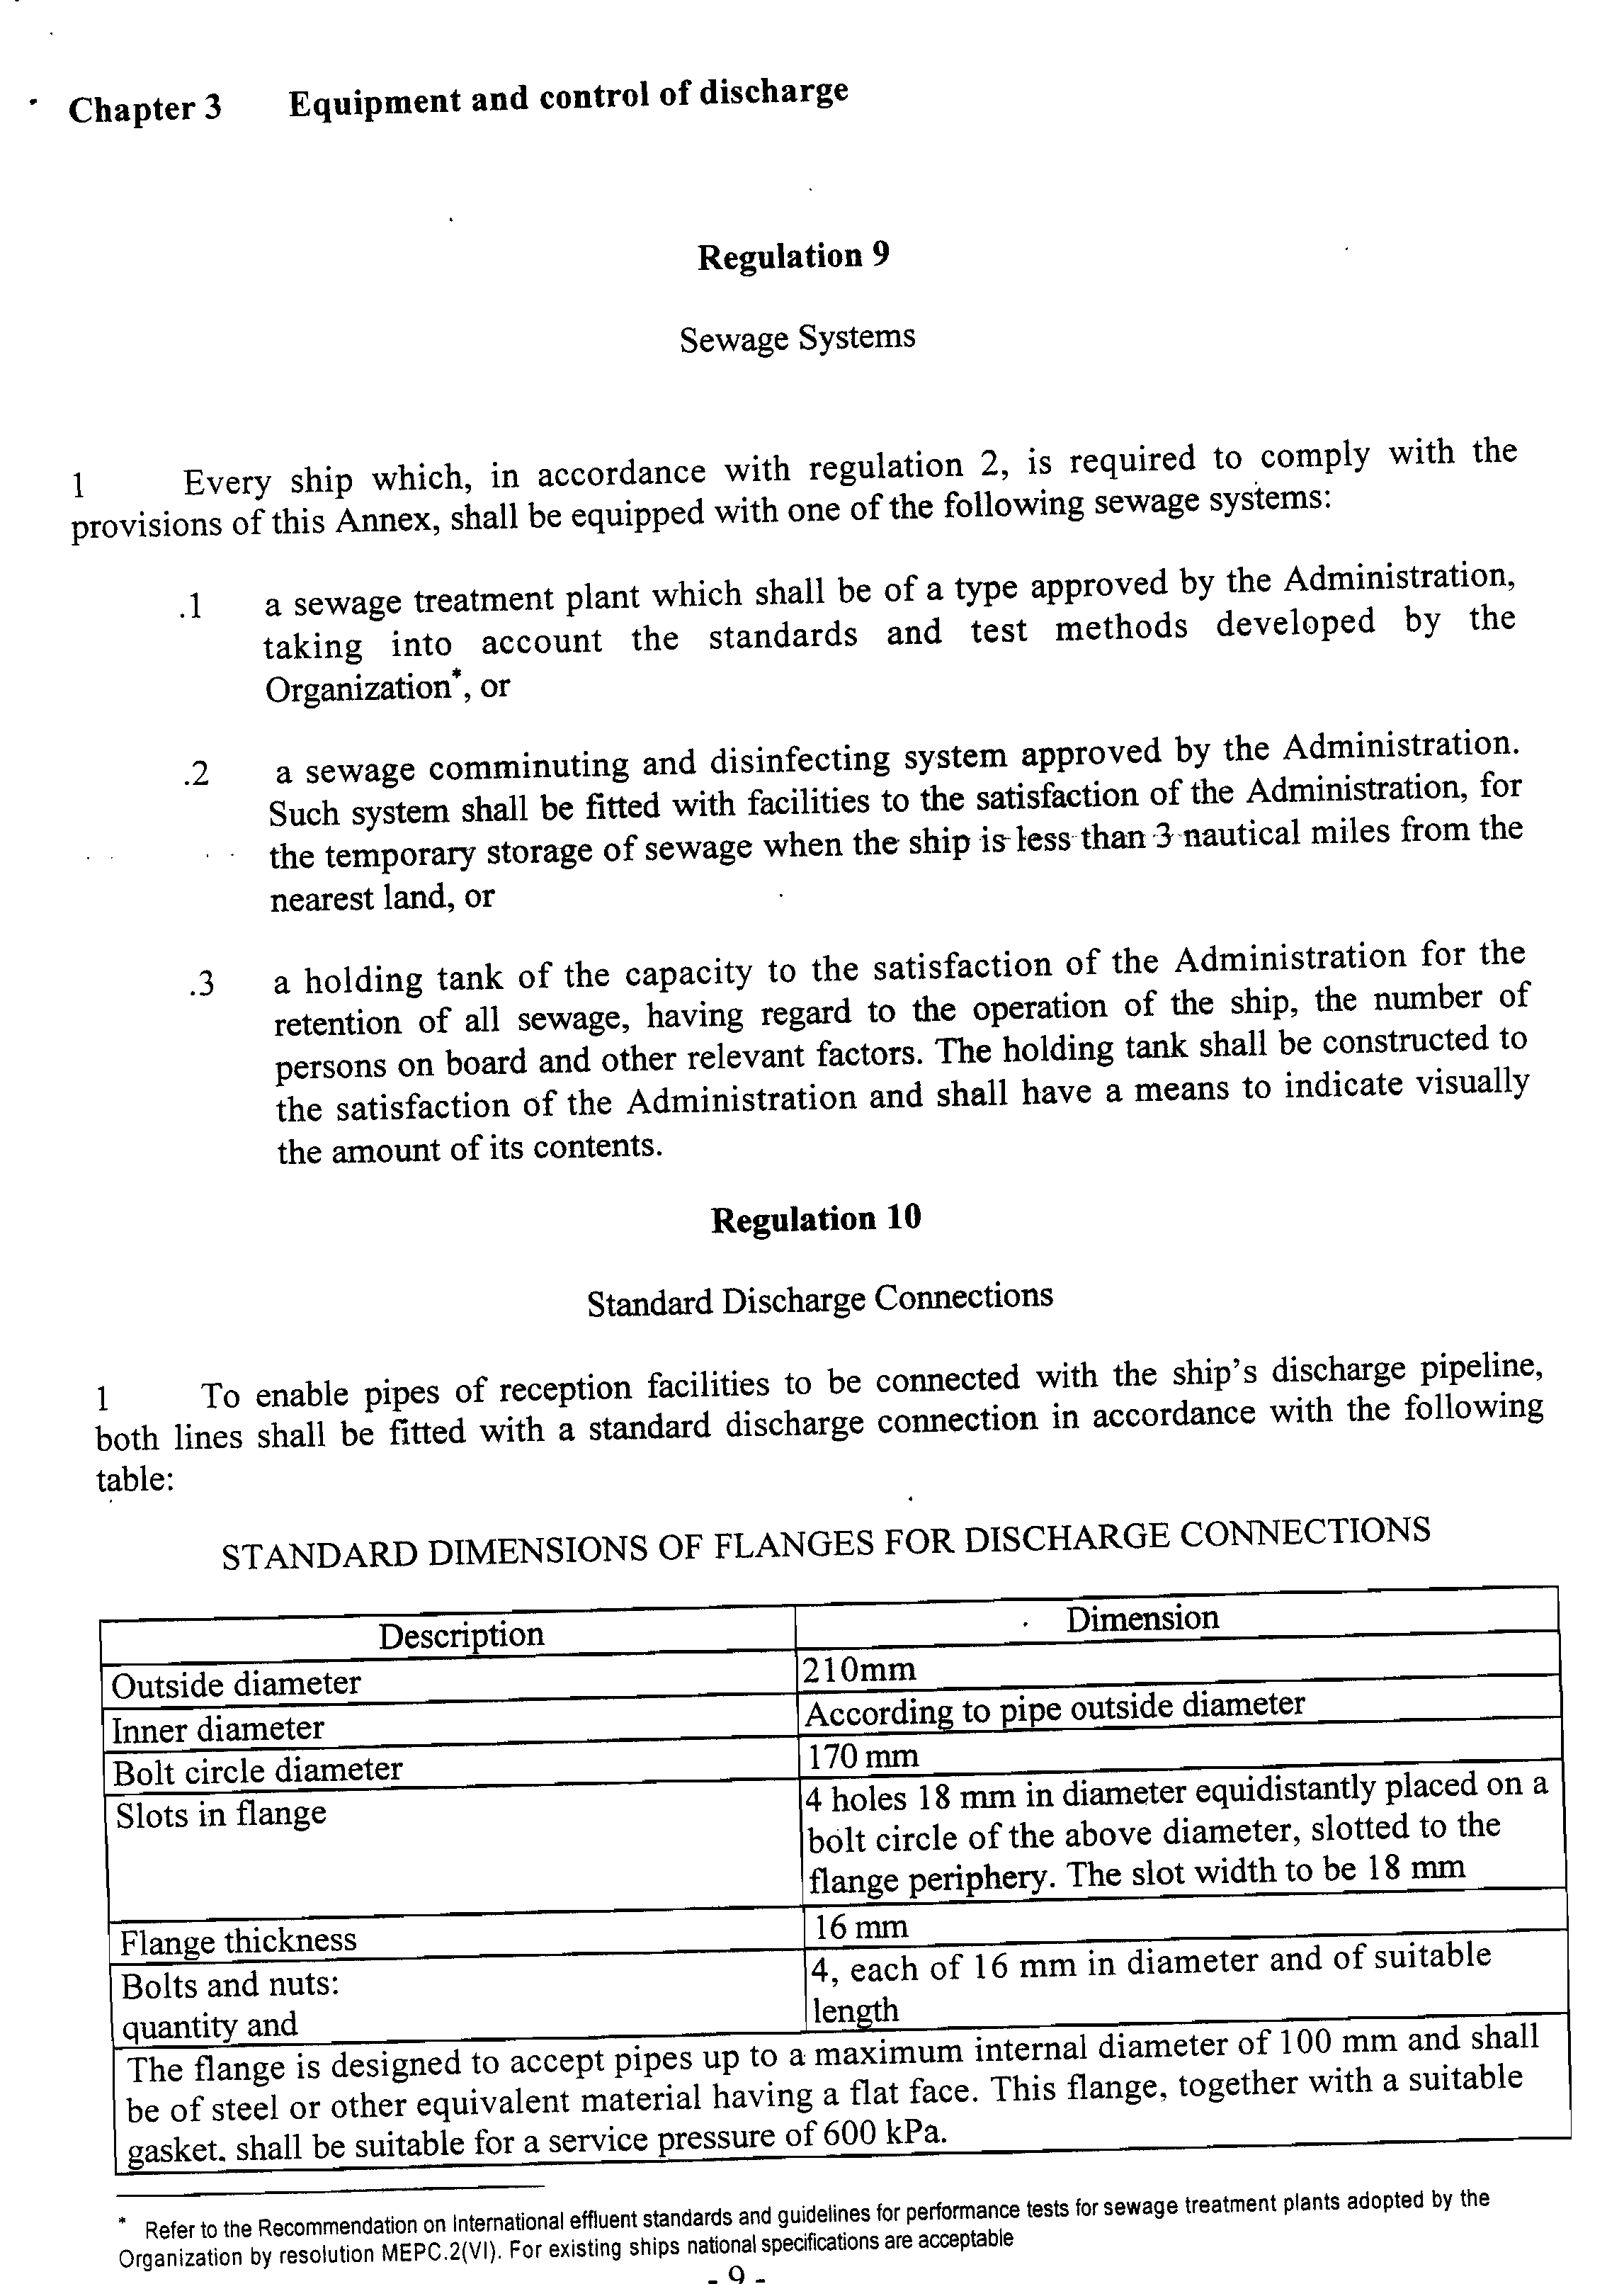 Chapter 3 Equipment and control of discharge
Regulation 9
Sewage Systems
1 Every ship which, in accordance with regulation 2, is required to comply with the
provisions of this Annex, shall be equipped with one of the following sewage systems:
.1 a sewage treatment plant which shall be of a type approved by the Administration,
taking into account the standards and test methods developed by the
Organization*, or
.2 a sewage comminuting and disinfecting system approved by the Administration.
Such system shall be fitted with facilities to the satisfaction of the Administration, for
the temporary storage of sewage when the ship is less than 3 nautical miles from the
nearest land, or
.3 a holding tank of the capacity to the satisfaction of the Administration for the
retention of all sewage, having regard to the operation of the ship, the number of
persons on board and other relevant factors. The holding tank shall be constructed to
the satisfaction of the Administration and shall have a means to indicate visually
the amount of its contents.
Regulation 10
Standard Discharge Connections
1 To enable pipes of reception facilities to be connected with the ship's discharge pipeline,
both lines shall be fitted with a standard discharge connection in accordance with the following
table:
STANDARD DIMENSIONS OF FLANGES FOR DISCHARGE CONNECTIONS
Description Dimension
Outside diameter 210mm
Inner diameter According to pipe outside diameter
Bolt circle diameter 170 mm
Slots in flange 4 holes 18 mm in diameter equidistantly placed on a
bolt circle of the above diameter, slotted to the
flange periphery. The slot width to be 18 mm
Flange thickness 16 mm
Bolts and nuts: 4, each of 16 mm in diameter and of suitable
quantity and length
The flange is designed to accept pipes up to a maximum internal diameter of 100 mm and shall
be of steel or other equivalent material having a flat face. This flange, together with a suitable
gasket. shall be suitable for a service pressure of 600 kPa.
* Refer to the Recommendation on International effluent standards and guidelines for performance tests for sewage treatment plants adopted by the
Organization by resolution MEPC.2(VI). For existing ships national specifications are acceptable
- 9 -